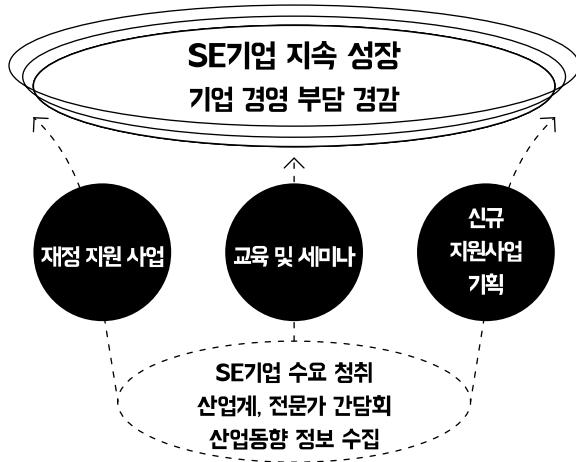 SE기업 지속 성장
기업 경영 부담 경감
재정 지원 사업
교육 및 세미나
신규
지원사업
기획
SE기업 수요 청취
산업계, 전문가 간담회
산업동향 정보 수집